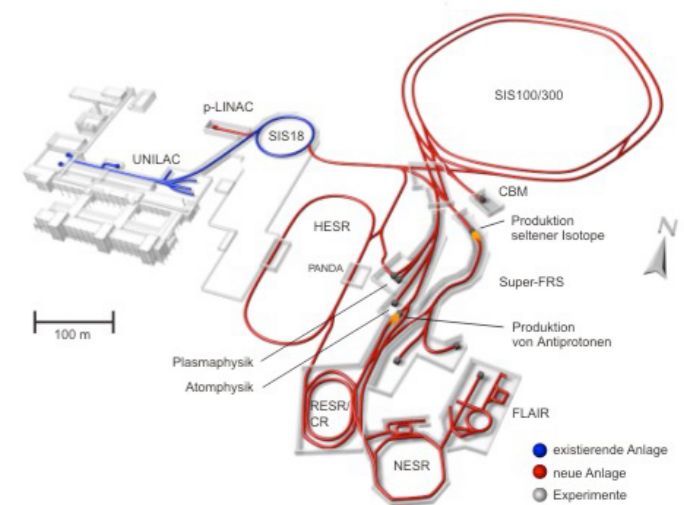 p-LINAC
SIS18
UNILAC
SIS100/300
CBM
N
HESR
PANDA
Produktion
seltener Isotope
Super-FRS
100 m
Produktion
von Antiprotonen
Plasmaphysik
Atomphysik
RESR/
CR
FLAIR
NESR
existierende Anlage
neue Anlage
Experimente